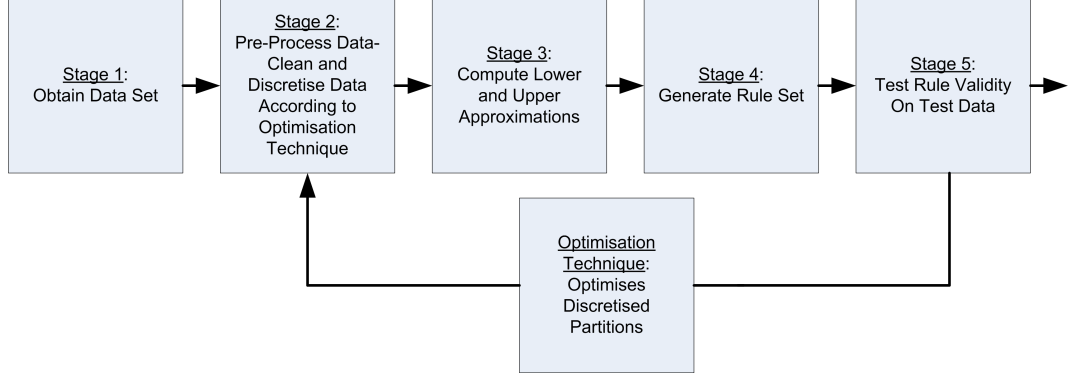 Stage 1:
Obtain Data Set
Stage 2:
Pre-Process Data-
Clean and
Discretise Data
According to
Optimisation
Technique
Stage 3:
Compute Lower
and Upper
Approximations
Stage 4:
Generate Rule Set
Stage 5:
Test Rule Validity
On Test Data
Optimisation
Technique:
Optimises
Discretised
Partitions